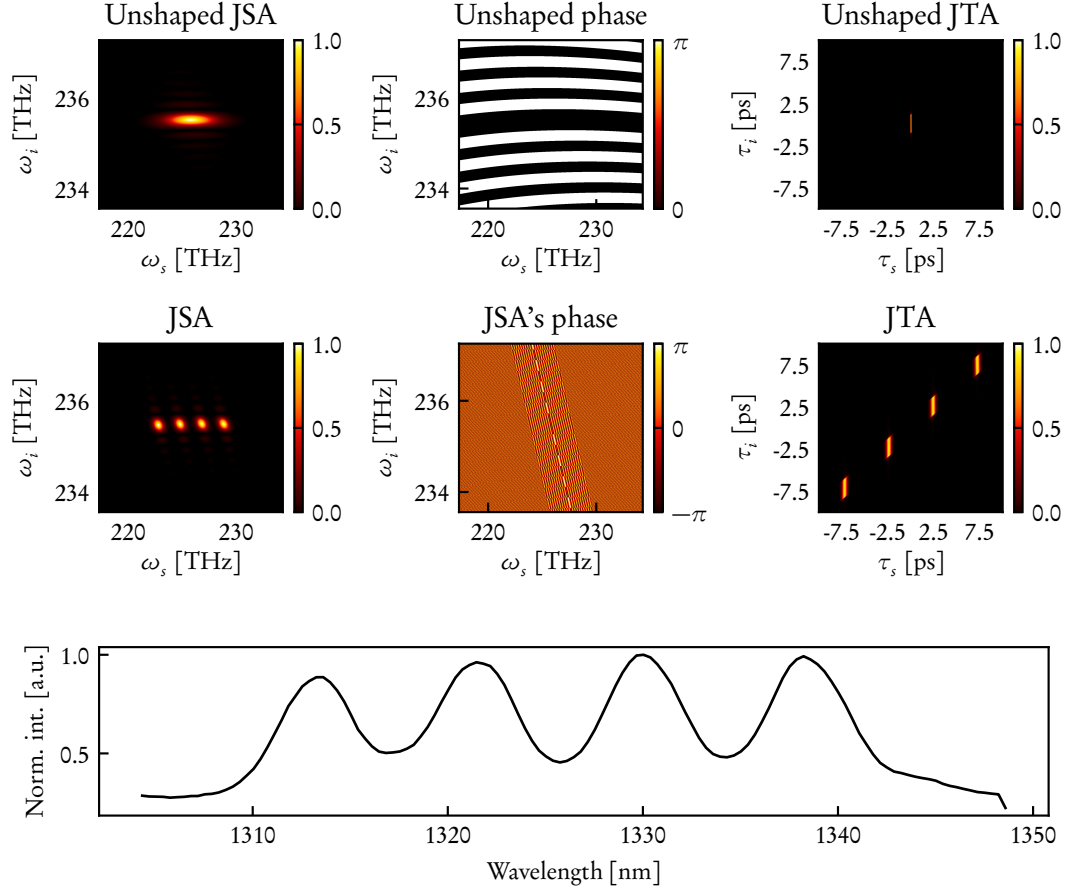 Unshaped JSA
Unshaped phase
Unshaped JTA
ω_i [THz]
236
234
220
230
ω_s [THz]
1.0
0.5
0.0
ω_i [THz]
236
234
220
230
ω_s [THz]
π
0
τ_i [ps]
7.5
2.5
-2.5
-7.5
-7.5
-2.5
2.5
7.5
τ_s [ps]
1.0
0.5
0.0
JSA
JSA's phase
JTA
ω_i [THz]
236
234
220
230
ω_s [THz]
1.0
0.5
0.0
ω_i [THz]
236
234
220
230
ω_s [THz]
π
0
−π
τ_i [ps]
7.5
2.5
-2.5
-7.5
-7.5
-2.5
2.5
7.5
τ_s [ps]
1.0
0.5
0.0
Norm. int. [a.u.]
1.0
0.5
1310
1320
1330
1340
1350
Wavelength [nm]